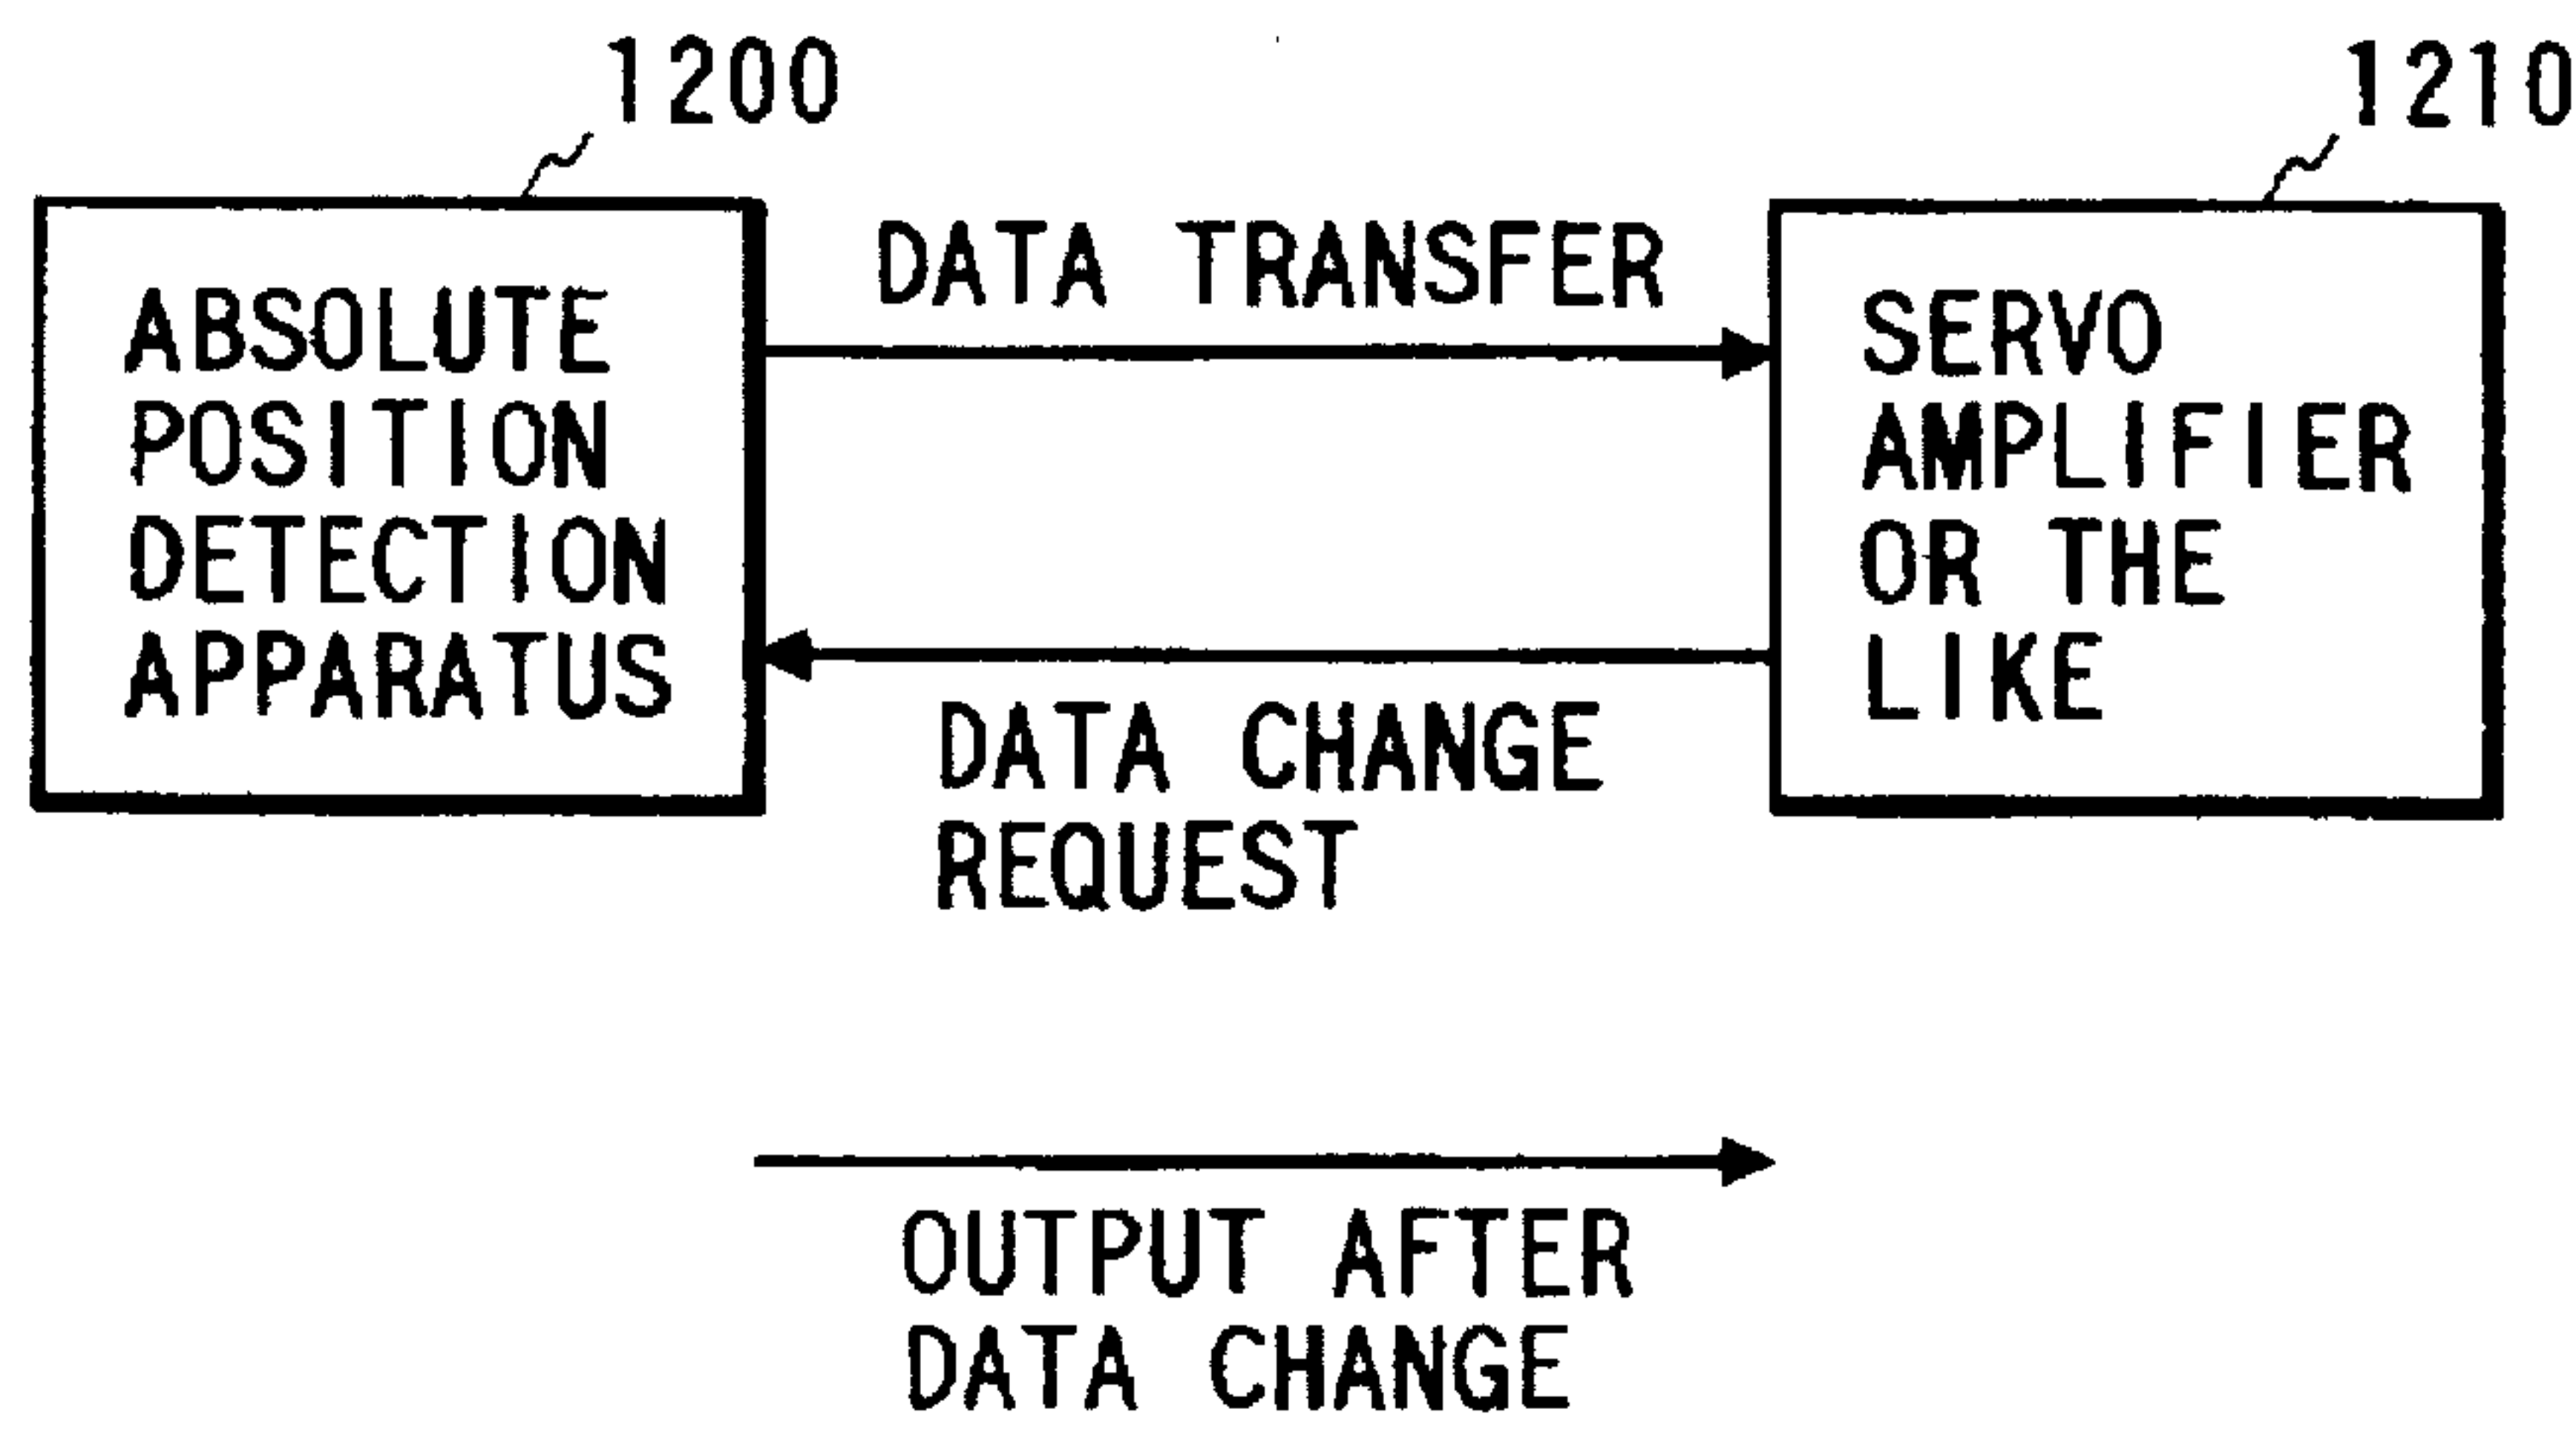 1200
1210
ABSOLUTE
POSITION
DETECTION
APPARATUS
DATA TRANSFER
DATA CHANGE
REQUEST
SERVO
AMPLIFIER
OR THE
LIKE
OUTPUT AFTER
DATA CHANGE